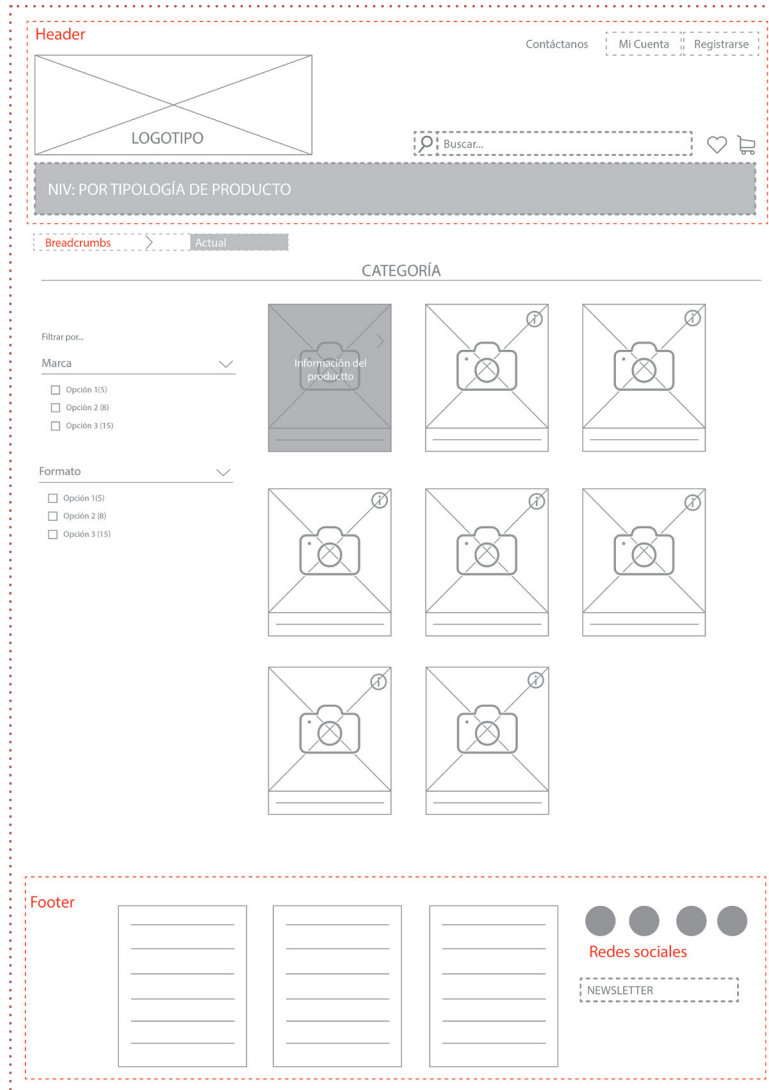 Header
Contáctanos
Mi Cuenta
Registrarse
LOGOTIPO
Buscar...
NIV: POR TIPOLOGÍA DE PRODUCTO
Breadcrumbs
Actual
CATEGORÍA
Filtrar por...
Marca
Opción 1(5)
Opción 2 (8)
Opción 3 (15)
Formato
Opción 1(5)
Opción 2 (8)
Opción 3 (15)
Información del
productto
i
i
i
i
i
i
i
Footer
Redes sociales
NEWSLETTER